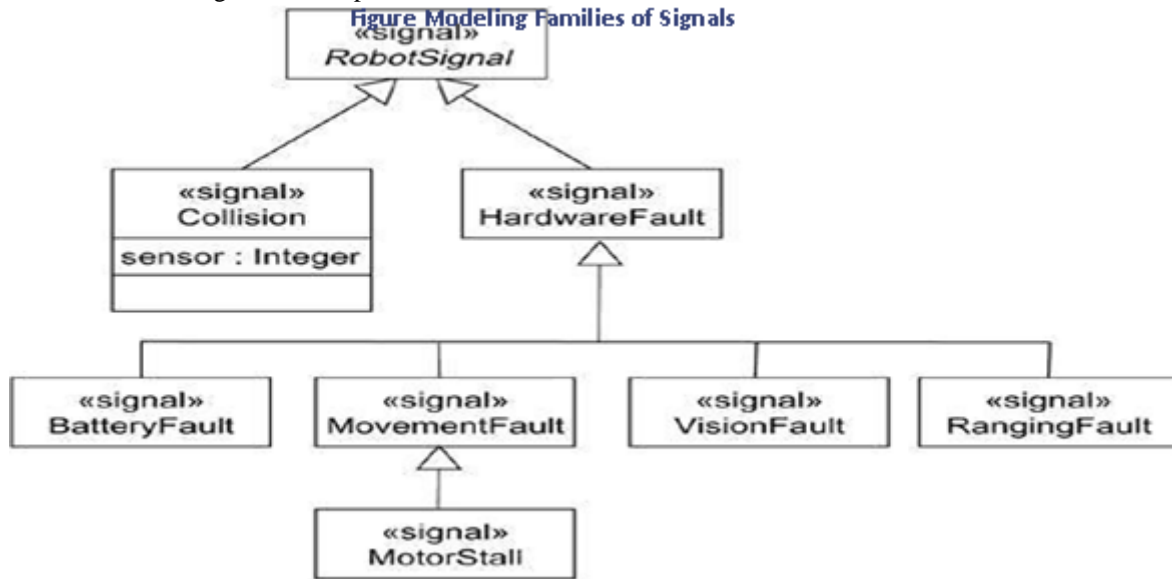 Figure Modeling Families of Signals
«signal»
RobotSignal
«signal»
Collision
sensor : Integer
«signal»
HardwareFault
«signal»
BatteryFault
«signal»
MovementFault
«signal»
VisionFault
«signal»
RangingFault
«signal»
MotorStall